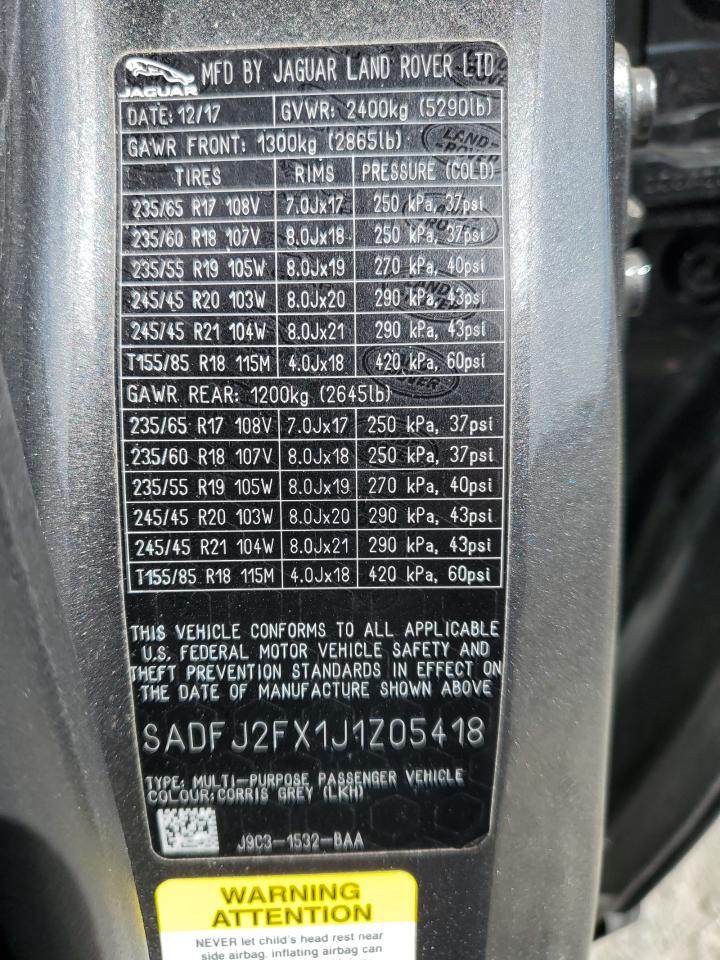 JAGUAR MFD BY JAGUAR LAND ROVER LTD
DATE: 12/17 GVWR: 2400kg (5290lb)
GAWR FRONT: 1300kg (2865lb)
TIRES RIMS PRESSURE (COLD)
235/65 R17 108V 7.0Jx17 250 kPa, 37psi
235/60 R18 107V 8.0Jx18 250 kPa, 37psi
235/55 R19 105W 8.0Jx19 270 kPa, 40psi
245/45 R20 103W 8.0Jx20 290 kPa, 43psi
245/45 R21 104W 8.0Jx21 290 kPa, 43psi
T155/85 R18 115M 4.0Jx18 420 kPa, 60psi
GAWR REAR: 1200kg (2645lb)
235/65 R17 108V 7.0Jx17 250 kPa, 37psi
235/60 R18 107V 8.0Jx18 250 kPa, 37psi
235/55 R19 105W 8.0Jx19 270 kPa, 40psi
245/45 R20 103W 8.0Jx20 290 kPa, 43psi
245/45 R21 104W 8.0Jx21 290 kPa, 43psi
T155/85 R18 115M 4.0Jx18 420 kPa, 60psi
THIS VEHICLE CONFORMS TO ALL APPLICABLE
U.S. FEDERAL MOTOR VEHICLE SAFETY AND
THEFT PREVENTION STANDARDS IN EFFECT ON
THE DATE OF MANUFACTURE SHOWN ABOVE
SADFJ2FX1J1Z05418
TYPE: MULTI-PURPOSE PASSENGER VEHICLE
COLOUR:CORRIS GREY (LKH)
J9C3-1532-BAA
WARNING
ATTENTION
NEVER let child's head rest near
side airbag, inflating airbag can